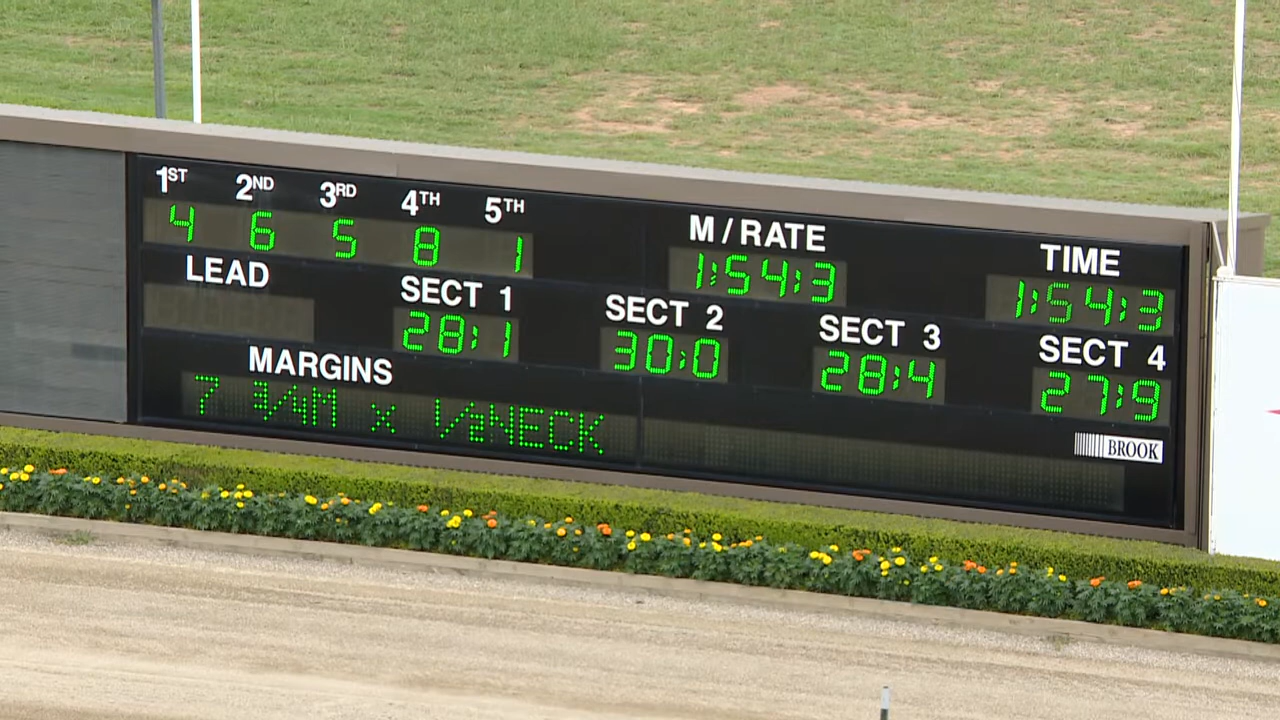 1ST 2ND 3RD 4TH 5TH
4 6 5 8 1
M/RATE
1:54:3
TIME
1:54:3
LEAD
SECT 1
28:1
SECT 2
30:0
SECT 3
28:4
SECT 4
27:9
MARGINS
7 3/4M x 1/2NECK
BROOK